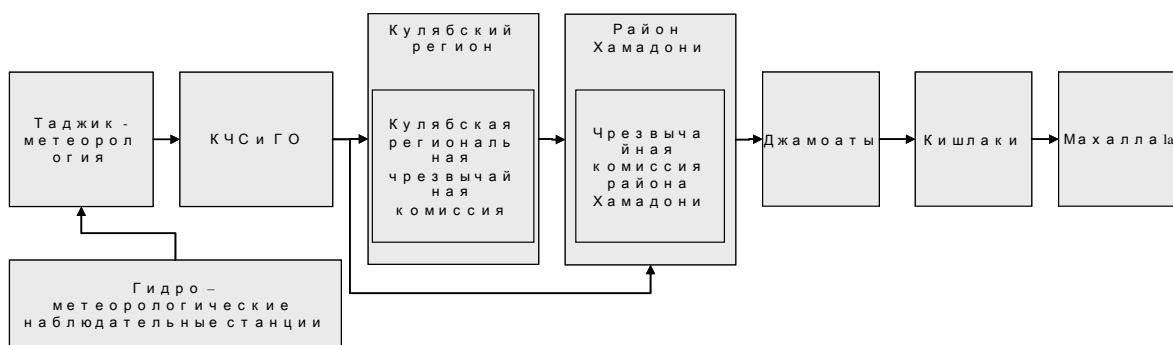 Кулябский
регион
Район
Хамадони
Таджик -
метеорол
огия
КЧСиГО
Кулябская
региональ
ная
чрезвычай
ная
комиссия
Чрезвыча
йная
комиссия
района
Хамадони
Джамоаты
Кишлаки
Махаллаla
Гидро –
метеорологические
наблюдательные станции